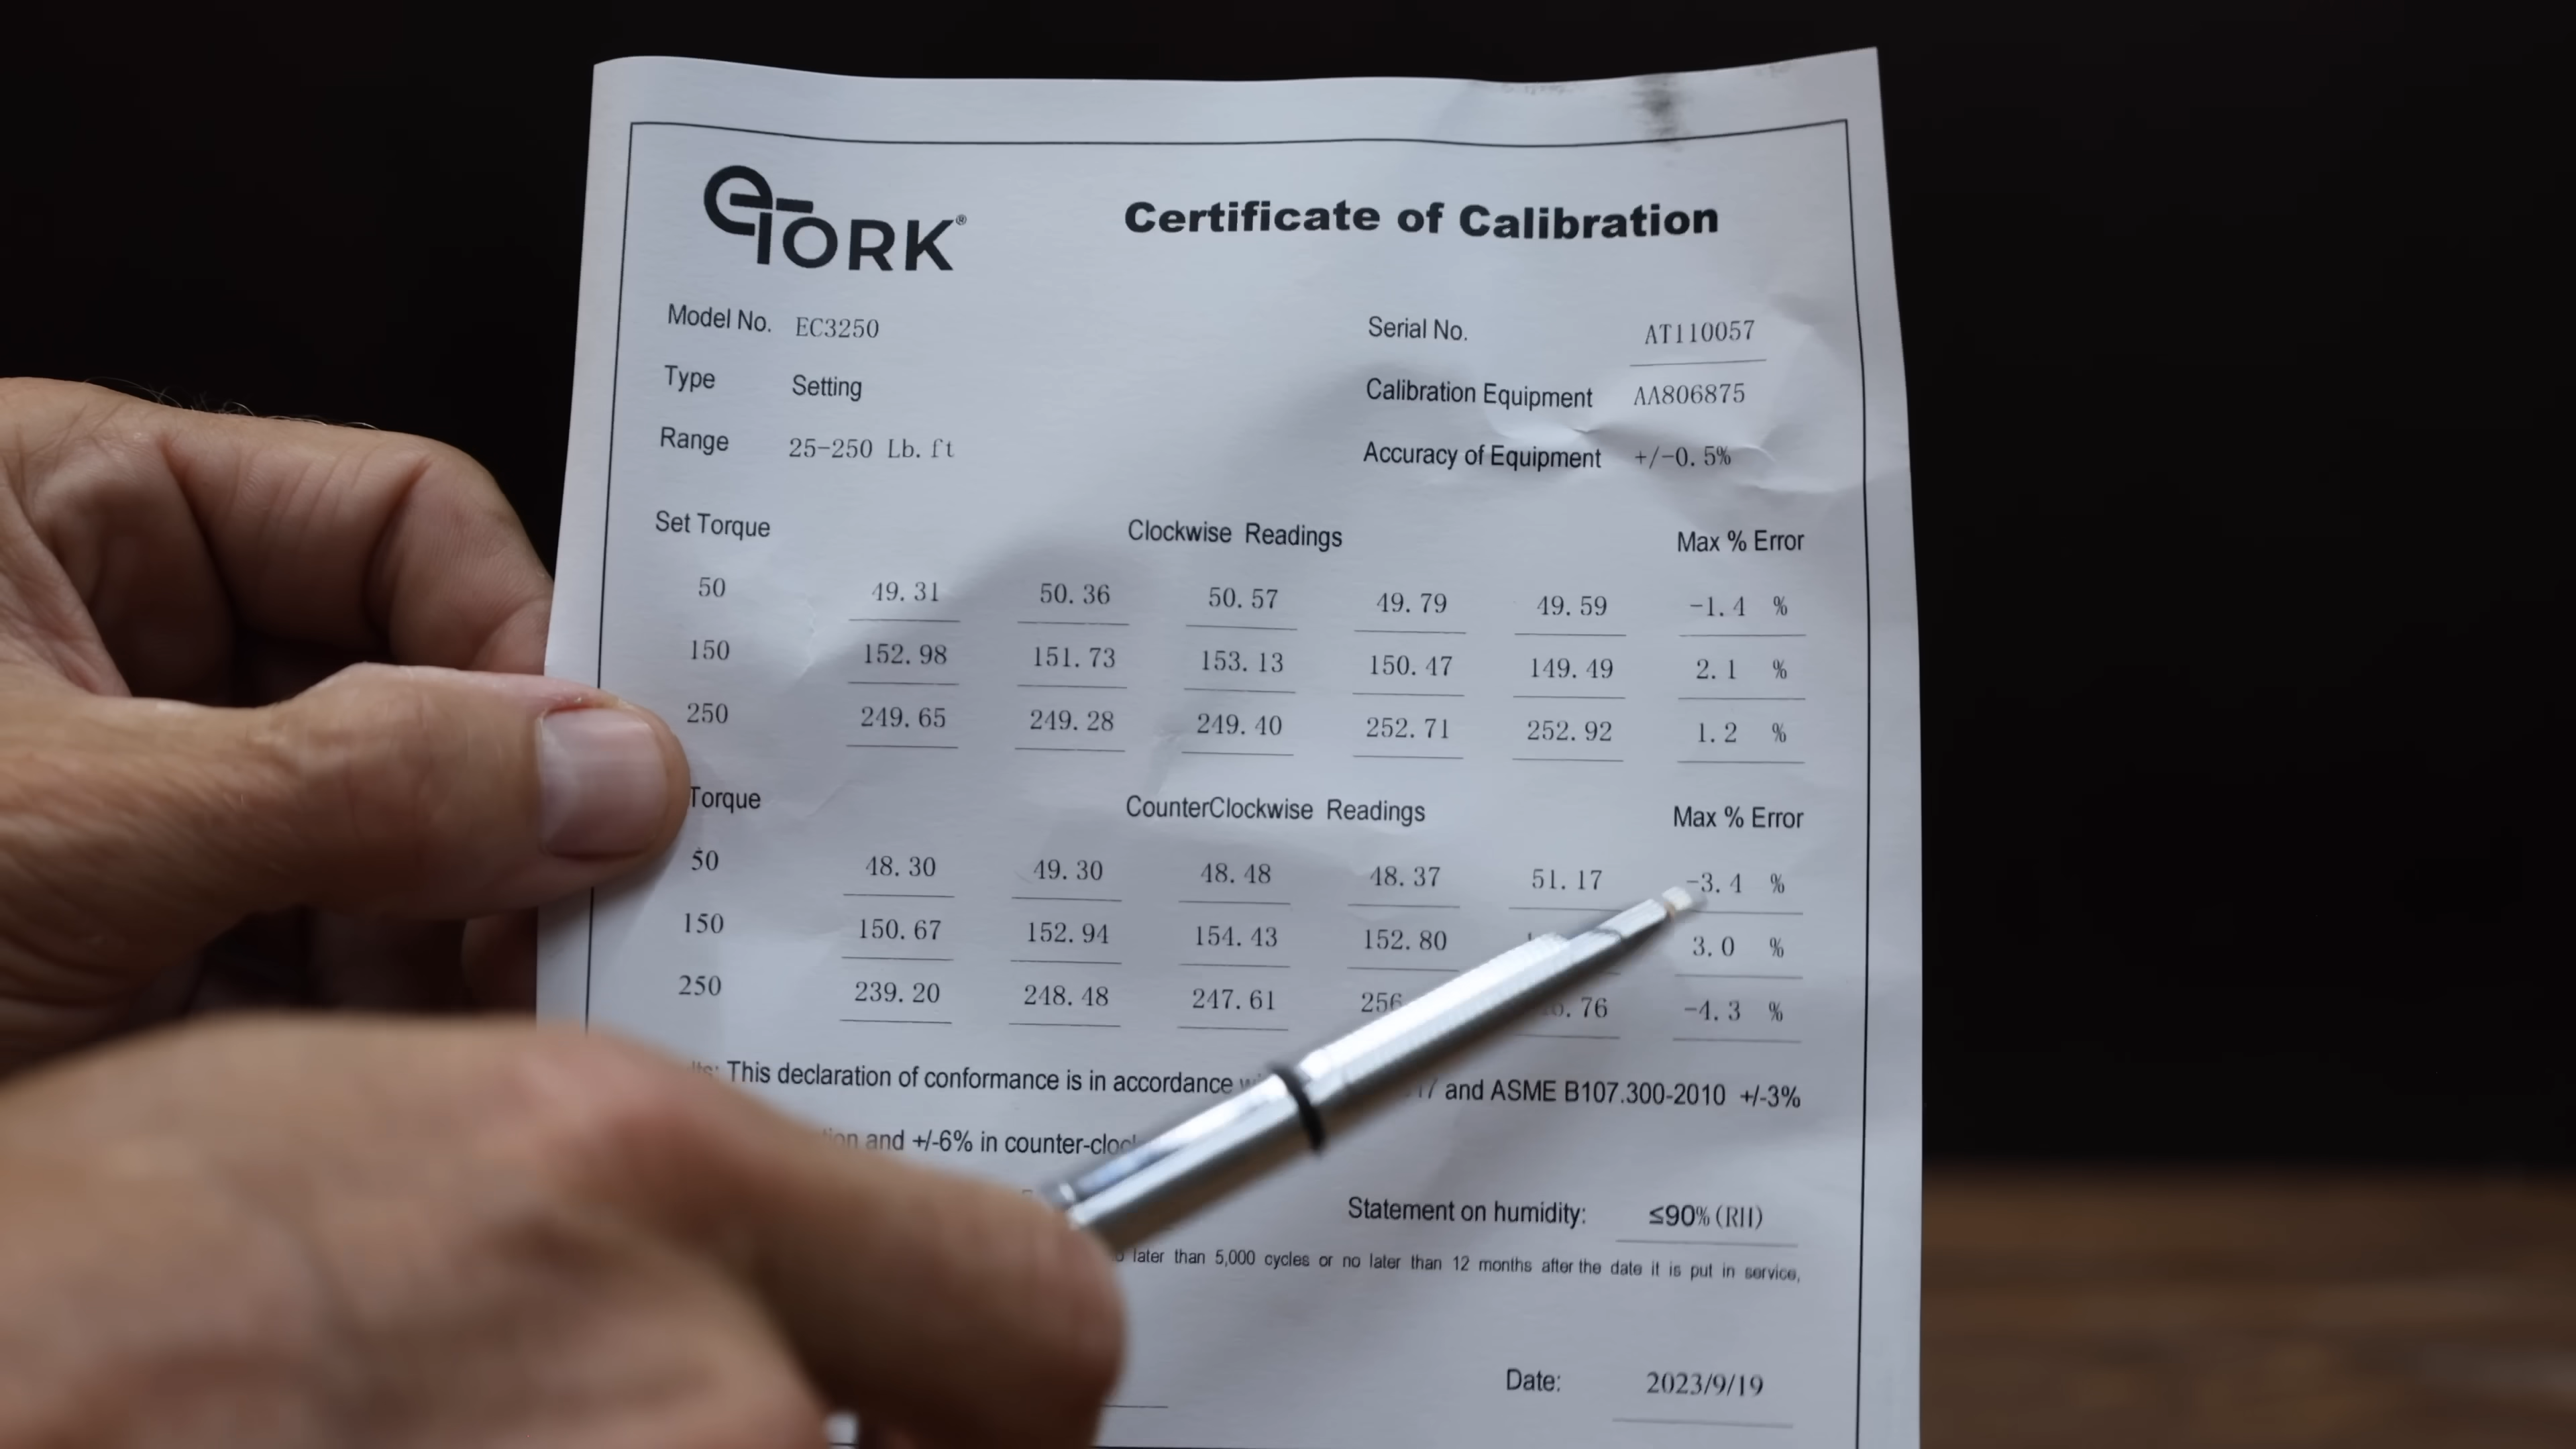 eTORK®
Certificate of Calibration
Model No. EC3250
Serial No. AT110057
Type Setting
Calibration Equipment AA806875
Range 25-250 Lb.ft
Accuracy of Equipment +/-0.5%
Set Torque Clockwise Readings Max % Error
50 49.31 50.36 50.57 49.79 49.59 -1.4 %
150 152.98 151.73 153.13 150.47 149.49 2.1 %
250 249.65 249.28 249.40 252.71 252.92 1.2 %
Torque CounterClockwise Readings Max % Error
50 48.30 49.30 48.48 48.37 51.17 -3.4 %
150 150.67 152.94 154.43 152.80 3.0 %
250 239.20 248.48 247.61 256 .76 -4.3 %
This declaration of conformance is in accordance and ASME B107.300-2010 +/-3%
and +/-6% in
Statement on humidity: ≤90%(RH)
later than 5,000 cycles or no later than 12 months after the date it is put in service,
Date: 2023/9/19